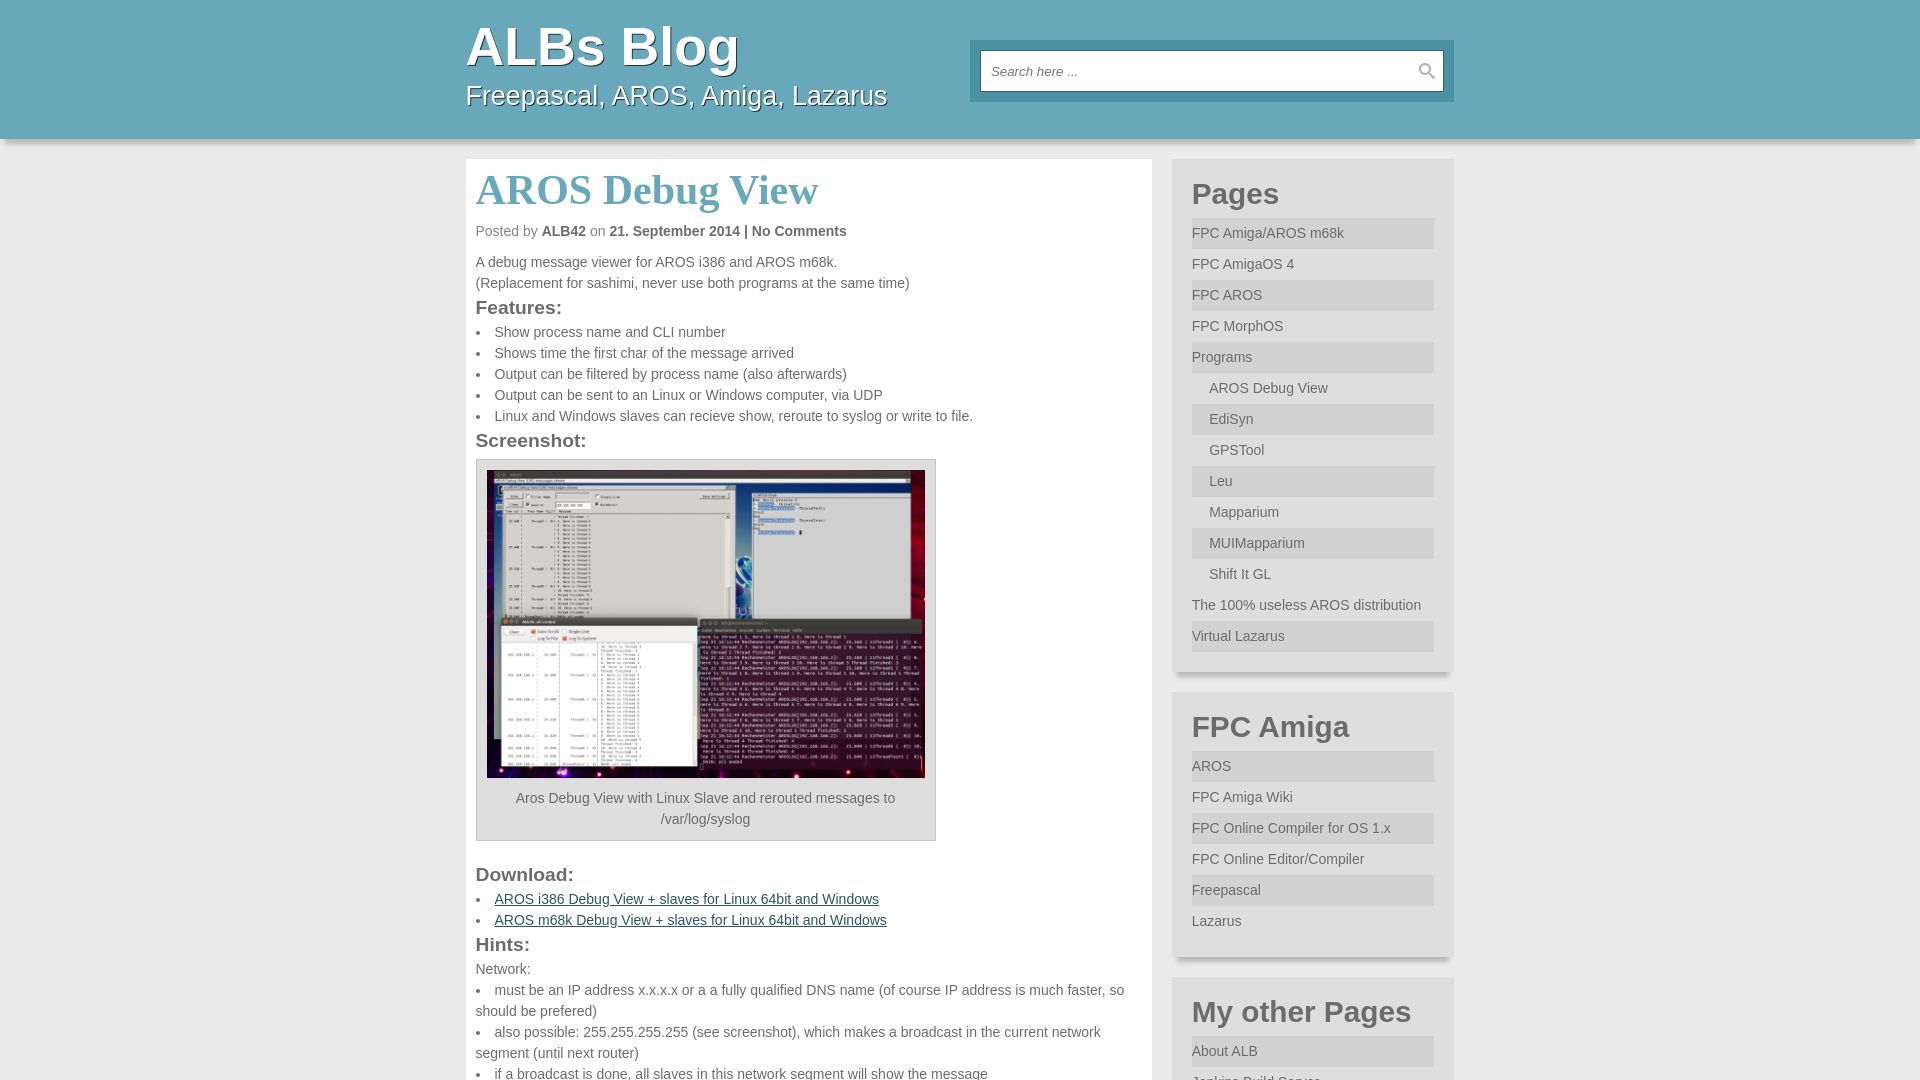 ALBs Blog
Freepascal, AROS, Amiga, Lazarus
Search here ...
AROS Debug View
Posted by ALB42 on 21. September 2014 | No Comments
A debug message viewer for AROS i386 and AROS m68k.
(Replacement for sashimi, never use both programs at the same time)
Features:
• Show process name and CLI number
• Shows time the first char of the message arrived
• Output can be filtered by process name (also afterwards)
• Output can be sent to an Linux or Windows computer, via UDP
• Linux and Windows slaves can recieve show, reroute to syslog or write to file.
Screenshot:
Aros Debug View with Linux Slave and rerouted messages to
/var/log/syslog
Download:
• AROS i386 Debug View + slaves for Linux 64bit and Windows
• AROS m68k Debug View + slaves for Linux 64bit and Windows
Hints:
Network:
• must be an IP address x.x.x.x or a a fully qualified DNS name (of course IP address is much faster, so
should be prefered)
• also possible: 255.255.255.255 (see screenshot), which makes a broadcast in the current network
segment (until next router)
• if a broadcast is done, all slaves in this network segment will show the message
Pages
FPC Amiga/AROS m68k
FPC AmigaOS 4
FPC AROS
FPC MorphOS
Programs
AROS Debug View
EdiSyn
GPSTool
Leu
Mapparium
MUIMapparium
Shift It GL
The 100% useless AROS distribution
Virtual Lazarus
FPC Amiga
AROS
FPC Amiga Wiki
FPC Online Compiler for OS 1.x
FPC Online Editor/Compiler
Freepascal
Lazarus
My other Pages
About ALB
Jenkins Build Server